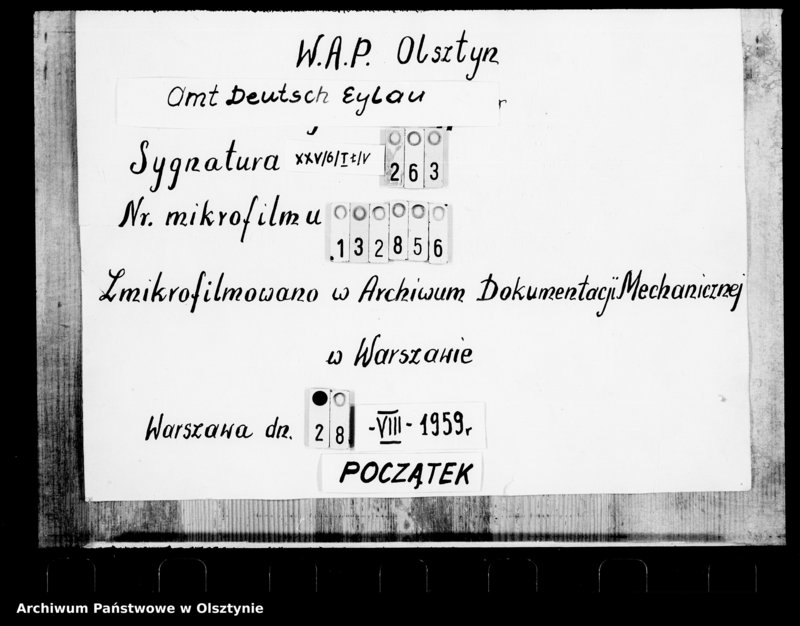 W.A.P. Olsztyn
Amt Deutsch Eylau
Sygnatura XXV/6/I 263
Nr. mikrofilmu 132856
Zmikrofilmowano w Archiwum Dokumentacji Mechanicznej
w Warszawie
Warszawa dn. 28 -VIII- 1959r
POCZĄTEK
Archiwum Państwowe w Olsztynie